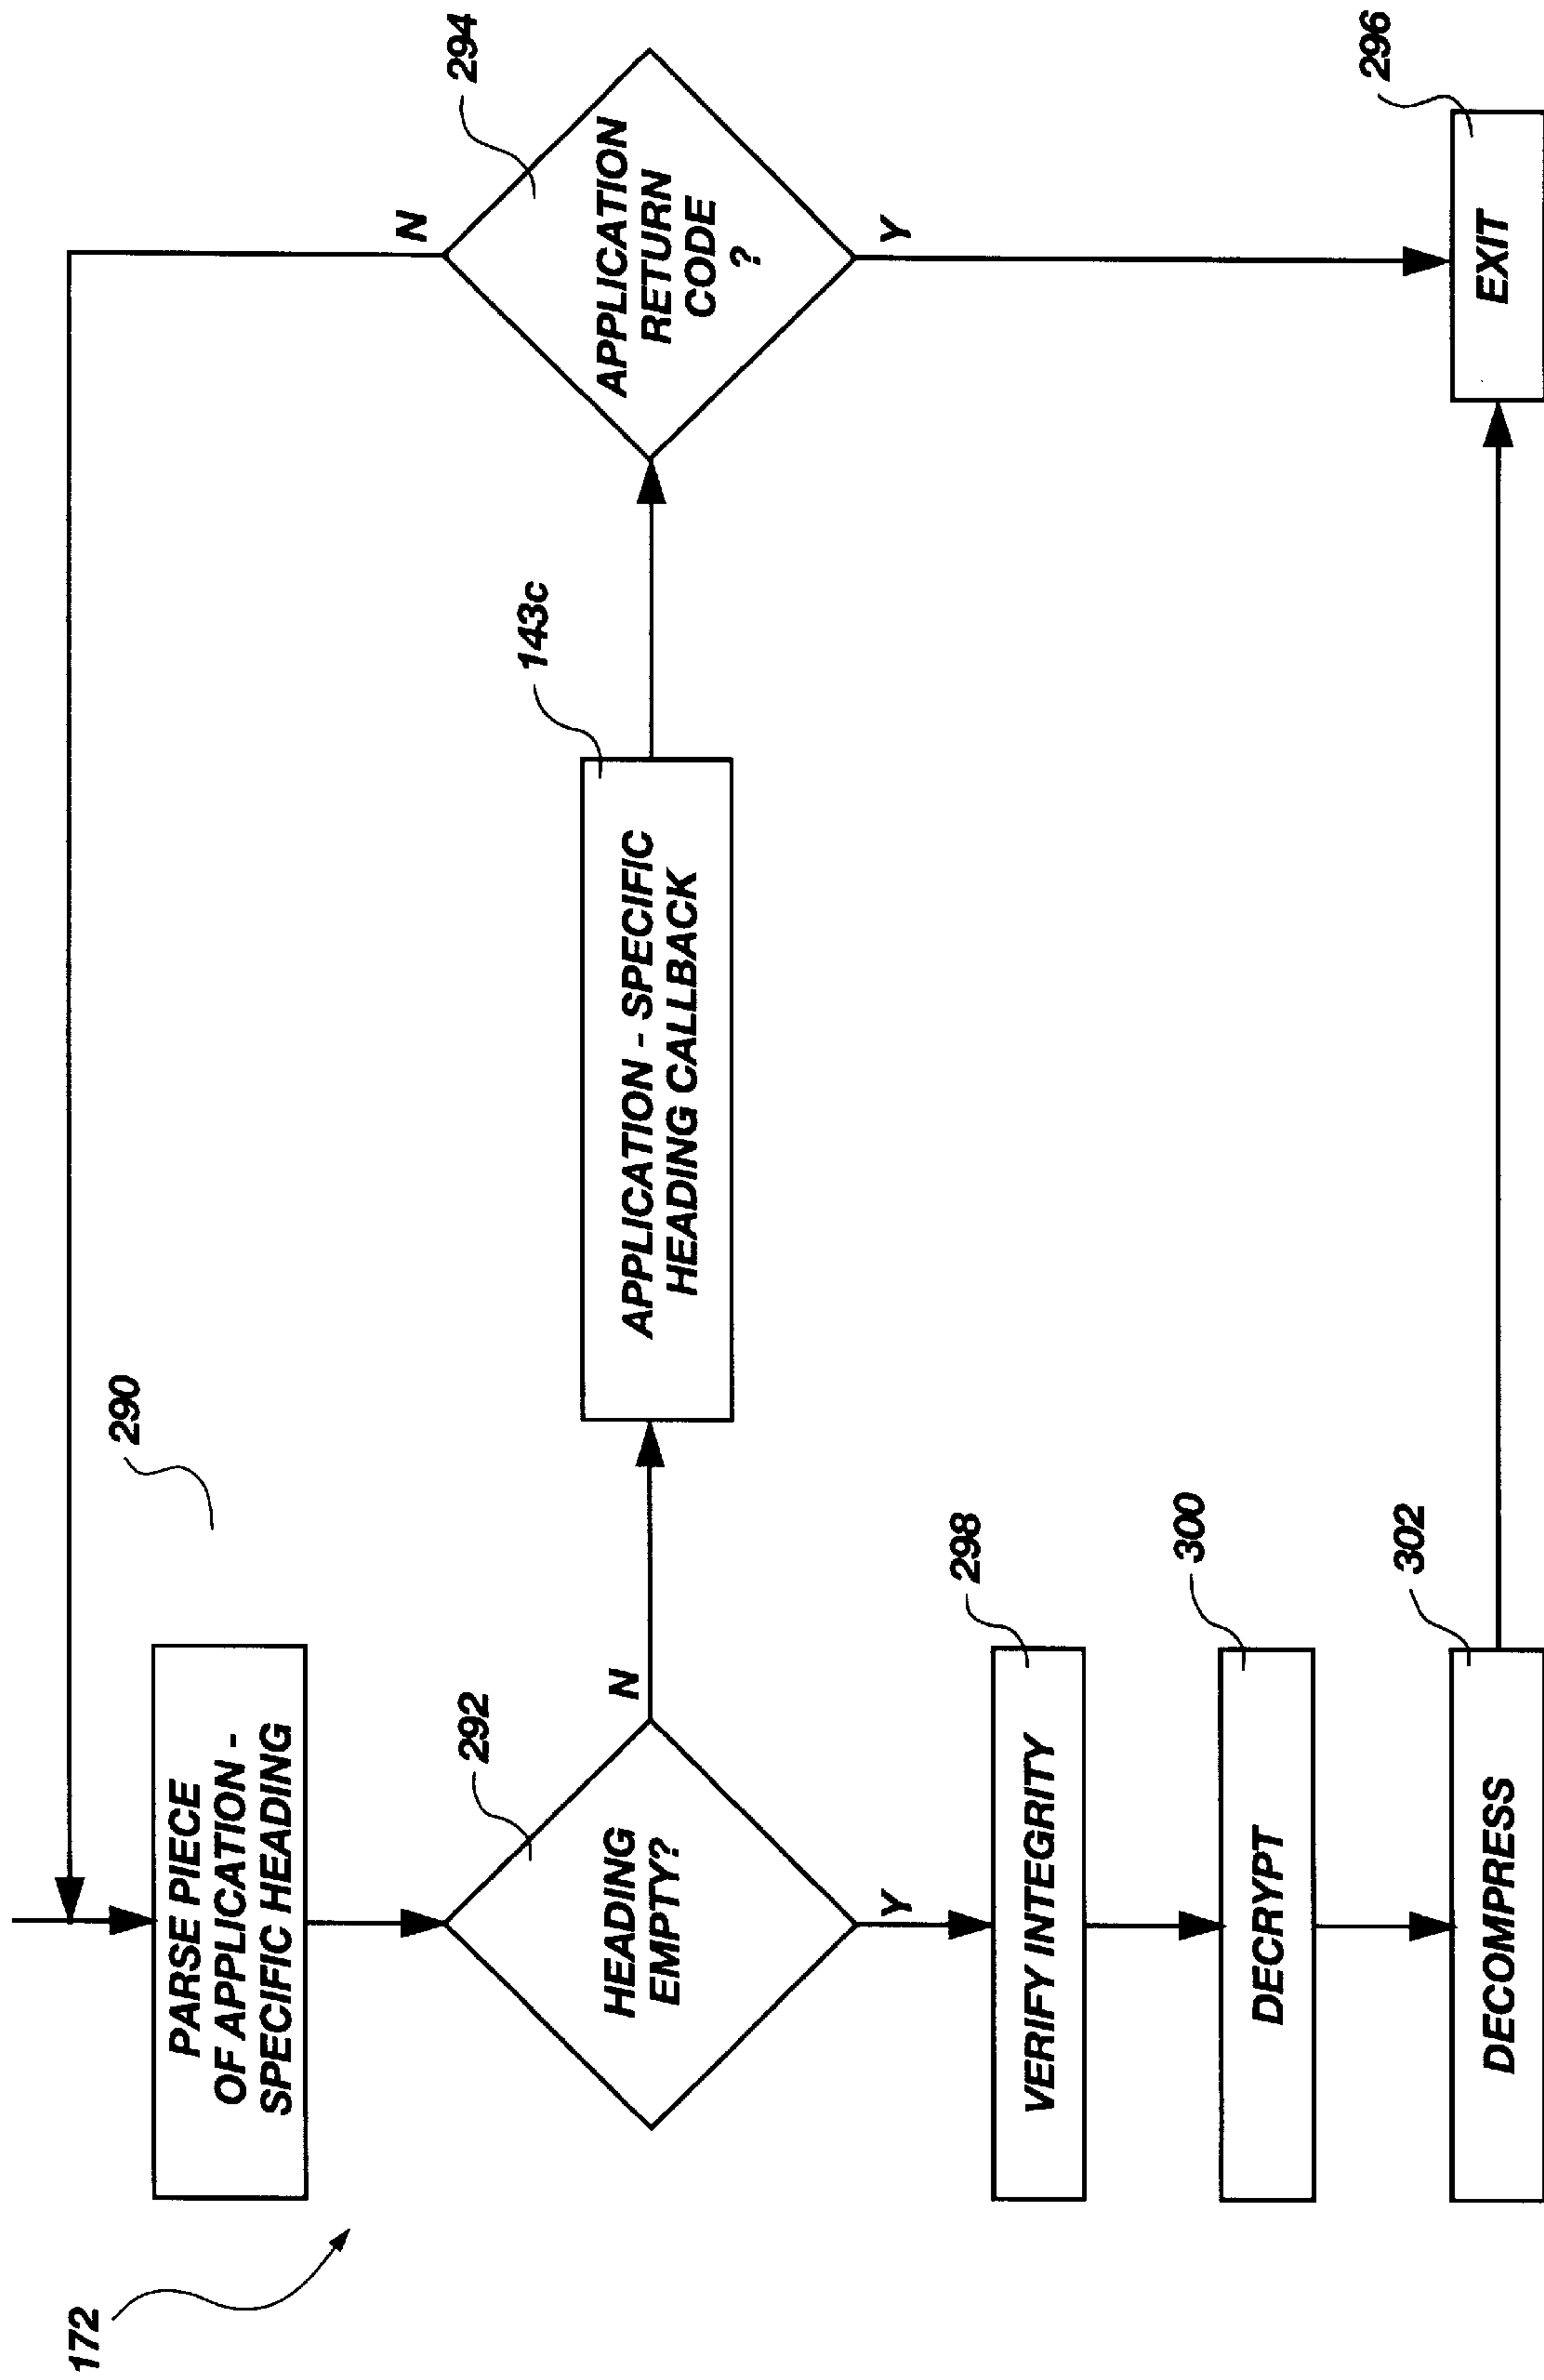 172
290
PARSE PIECE
OF APPLICATION -
SPECIFIC HEADING
292
HEADING
EMPTY?
N
Y
143c
APPLICATION - SPECIFIC
HEADING CALLBACK
294
APPLICATION
RETURN
CODE
?
N
Y
298
VERIFY INTEGRITY
300
DECRYPT
302
DECOMPRESS
296
EXIT